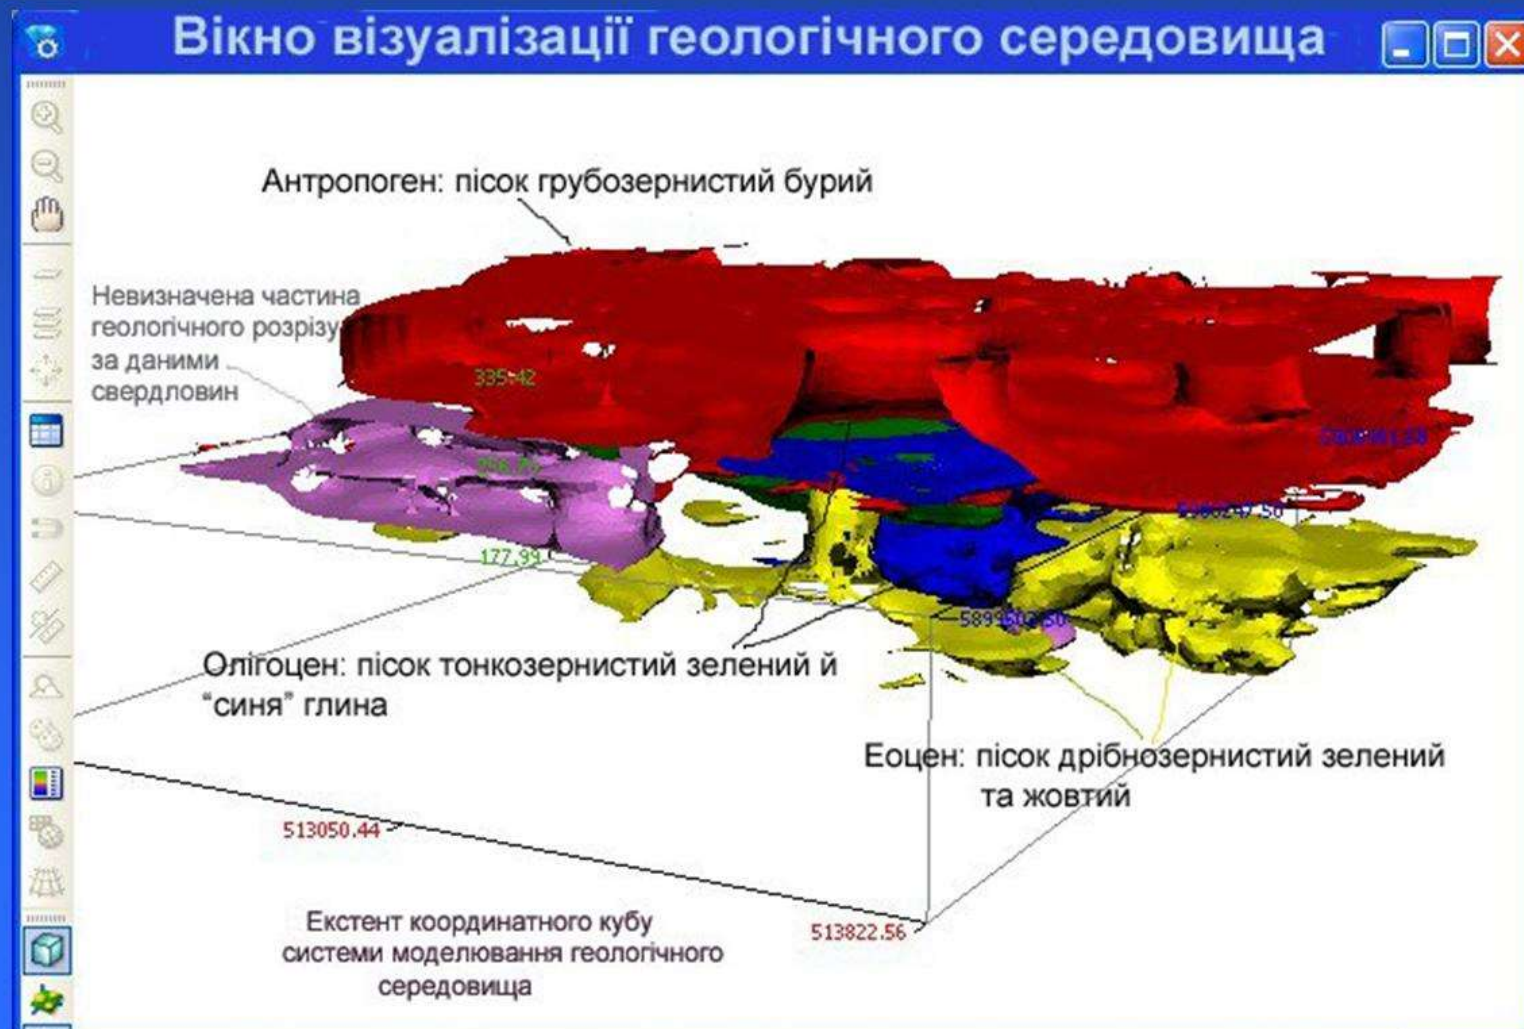 Вікно візуалізації геологічного середовища
Антропоген: пісок грубозернистий бурий
Невизначена частина
геологічного розрізу
за даними
свердловин
335.42
177.99
Олігоцен: пісок тонкозернистий зелений й
“синя” глина
Еоцен: пісок дрібнозернистий зелений
та жовтий
513050.44
513822.56
Екстент координатного кубу
системи моделювання геологічного
середовища